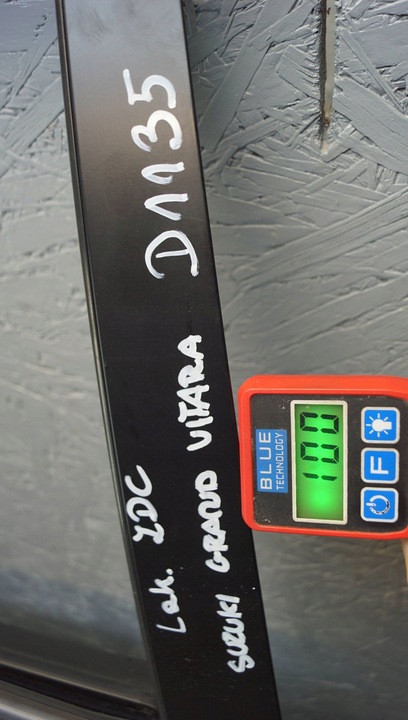 D1135
Lak. ZDC
SUZUKI GRAND VITARA
BLUE
TECHNOLOGY
100
F